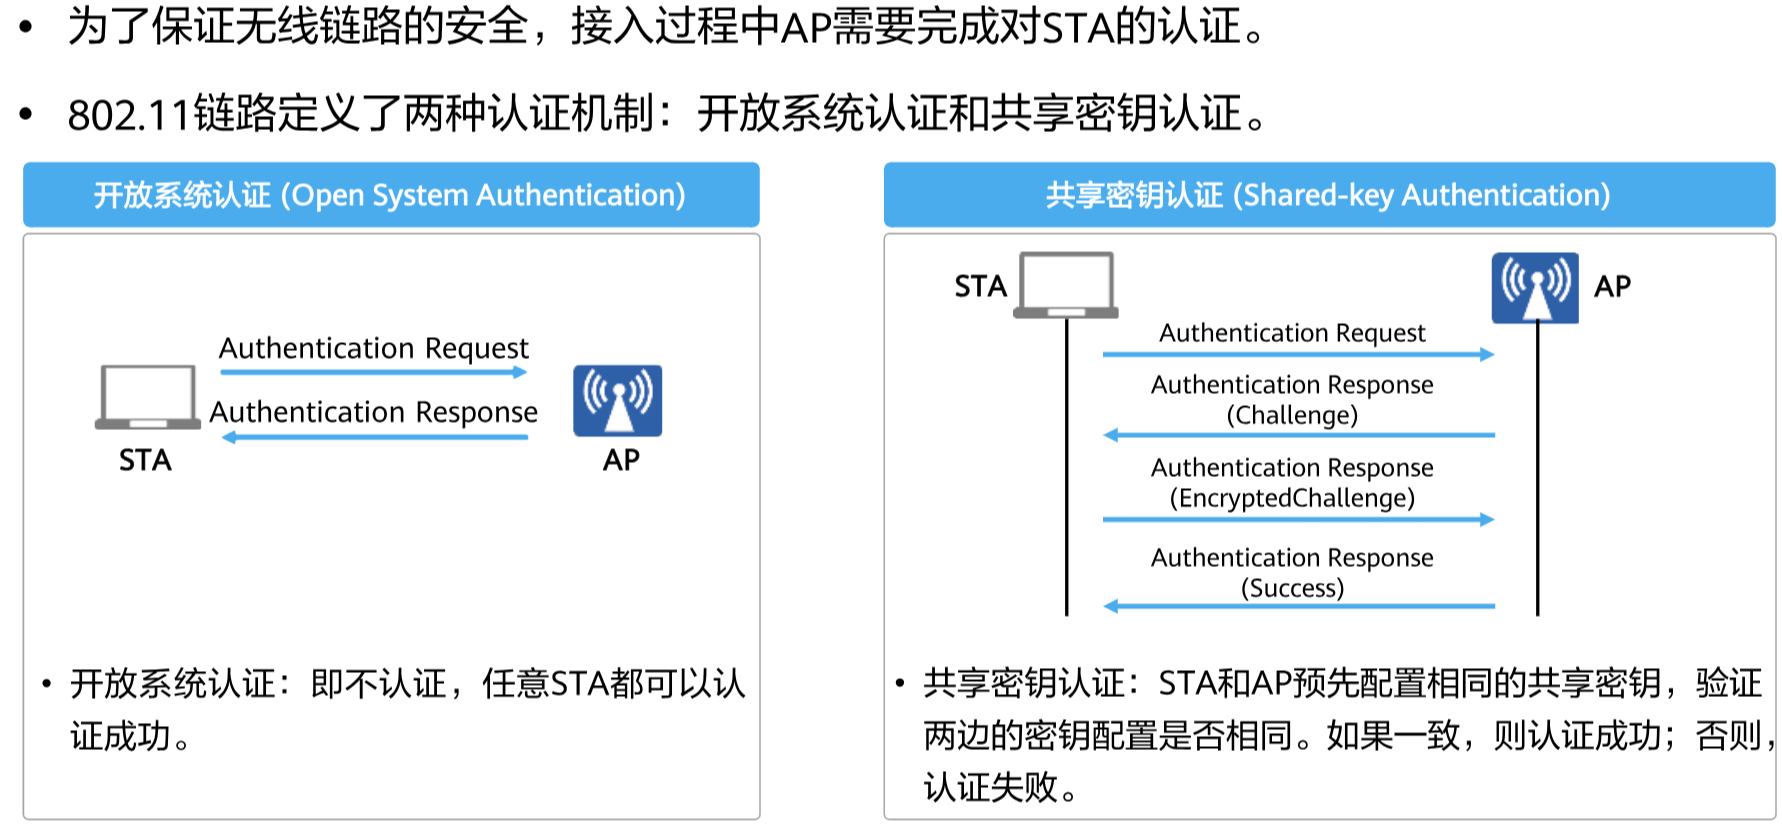 • 为了保证无线链路的安全，接入过程中AP需要完成对STA的认证。
• 802.11链路定义了两种认证机制：开放系统认证和共享密钥认证。
开放系统认证 (Open System Authentication)
Authentication Request
Authentication Response
STA
AP
• 开放系统认证：即不认证，任意STA都可以认
证成功。
共享密钥认证 (Shared-key Authentication)
STA
AP
Authentication Request
Authentication Response
(Challenge)
Authentication Response
(EncryptedChallenge)
Authentication Response
(Success)
• 共享密钥认证：STA和AP预先配置相同的共享密钥，验证
两边的密钥配置是否相同。如果一致，则认证成功；否则，
认证失败。